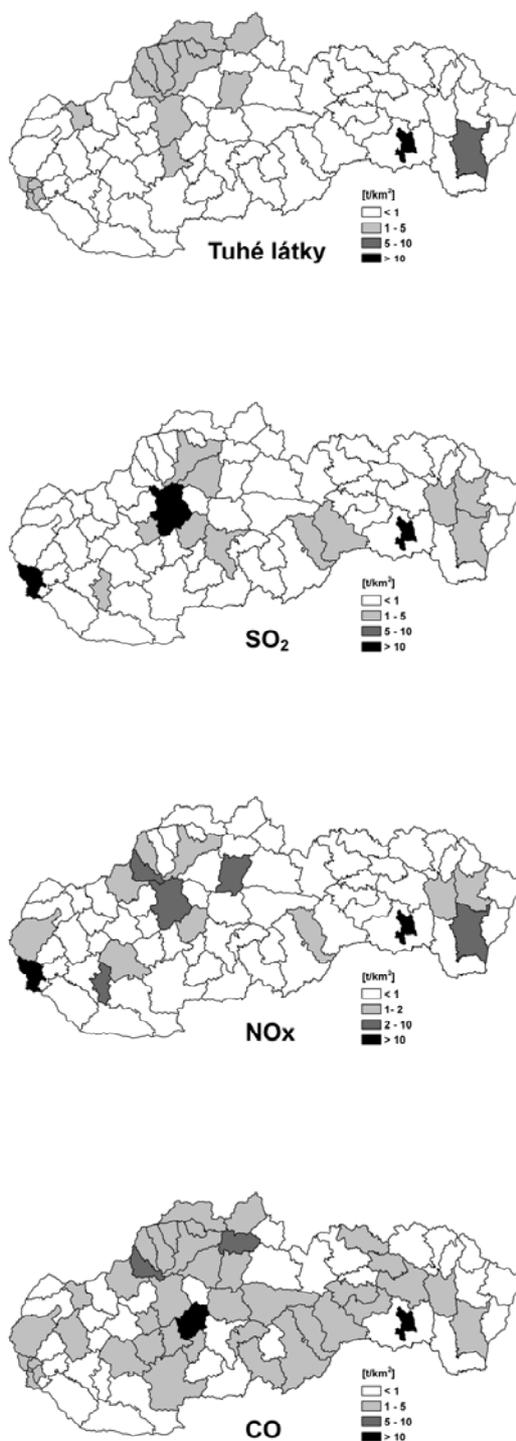 [t/km²]
< 1
1 - 5
5 - 10
> 10
Tuhé látky
[t/km²]
< 1
1 - 5
5 - 10
> 10
SO₂
[t/km²]
< 1
1- 2
2 - 10
> 10
NOx
[t/km²]
< 1
1 - 5
5 - 10
> 10
CO